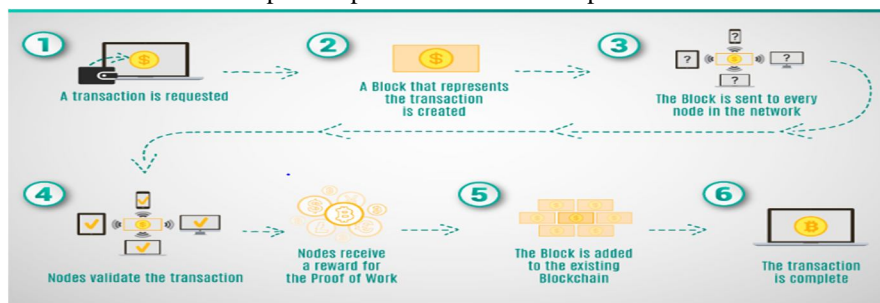 1
A transaction is requested
2
A Block that represents
the transaction
is created
3
The Block is sent to every
node in the network
4
Nodes validate the transaction
Nodes receive
a reward for
the Proof of Work
5
The Block is added
to the existing
Blockchain
6
The transaction
is complete